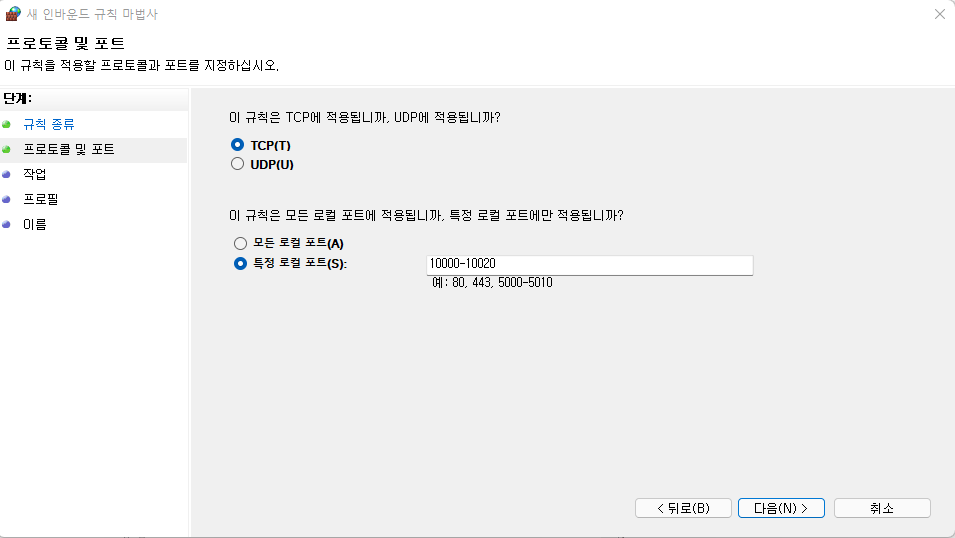 새 인바운드 규칙 마법사
프로토콜 및 포트
이 규칙을 적용할 프로토콜과 포트를 지정하십시오.
단계:
규칙 종류
프로토콜 및 포트
작업
프로필
이름
이 규칙은 TCP에 적용됩니까, UDP에 적용됩니까?
TCP(T)
UDP(U)
이 규칙은 모든 로컬 포트에 적용됩니까, 특정 로컬 포트에만 적용됩니까?
모든 로컬 포트(A)
특정 로컬 포트(S): 10000-10020
예: 80, 443, 5000-5010
< 뒤로(B) 다음(N) > 취소